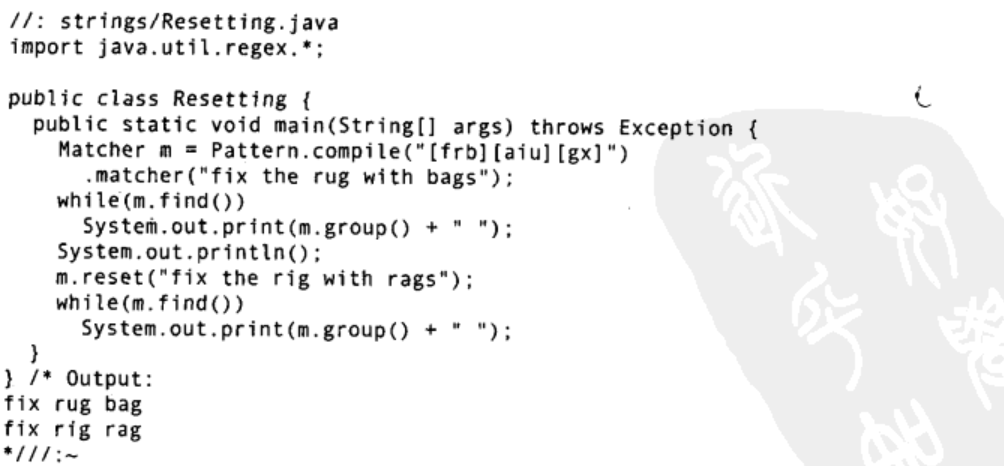 //: strings/Resetting.java
import java.util.regex.*;

public class Resetting {
  public static void main(String[] args) throws Exception {
    Matcher m = Pattern.compile("[frb][aiu][gx]")
      .matcher("fix the rug with bags");
    while(m.find())
      System.out.print(m.group() + " ");
    System.out.println();
    m.reset("fix the rig with rags");
    while(m.find())
      System.out.print(m.group() + " ");
  }
} /* Output:
fix rug bag
fix rig rag
*///:~